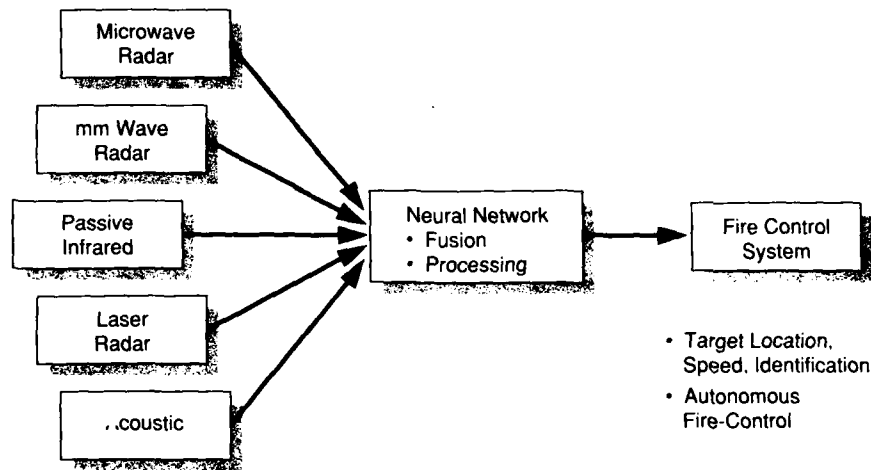 Microwave
Radar
mm Wave
Radar
Passive
Infrared
Laser
Radar
coustic
Neural Network
• Fusion
• Processing
Fire Control
System
• Target Location,
Speed, Identification
• Autonomous
Fire-Control